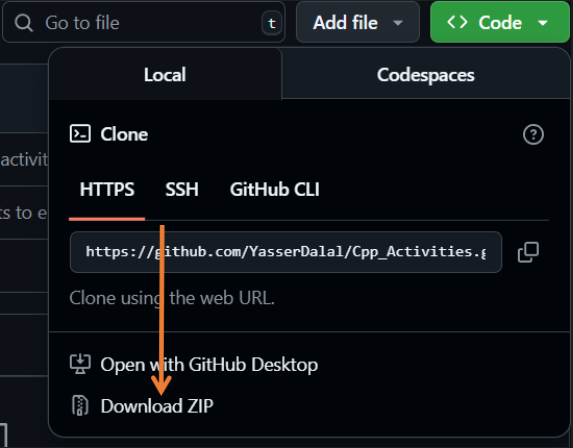 Go to file t Add file Code
Local Codespaces
Clone
activit
HTTPS SSH GitHub CLI
ts to e
https://github.com/YasserDalal/Cpp_Activities.g
Clone using the web URL.
Open with GitHub Desktop
Download ZIP